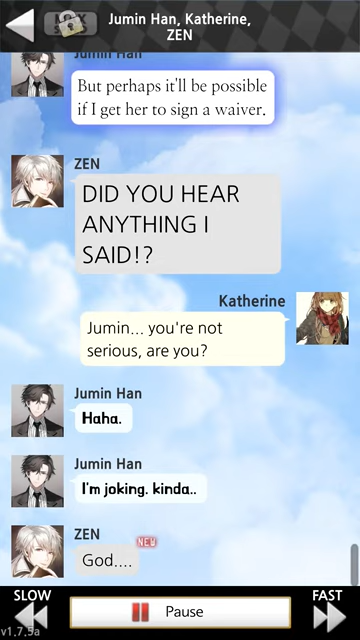 Jumin Han, Katherine,
ZEN
Jumin Han
But perhaps it'll be possible
if I get her to sign a waiver.
ZEN
DID YOU HEAR
ANYTHING I
SAID!?
Katherine
Jumin... you're not
serious, are you?
Jumin Han
Haha.
Jumin Han
I'm joking. kinda..
ZEN
NEW
God....
SLOW
FAST
Pause
v1.7.5a